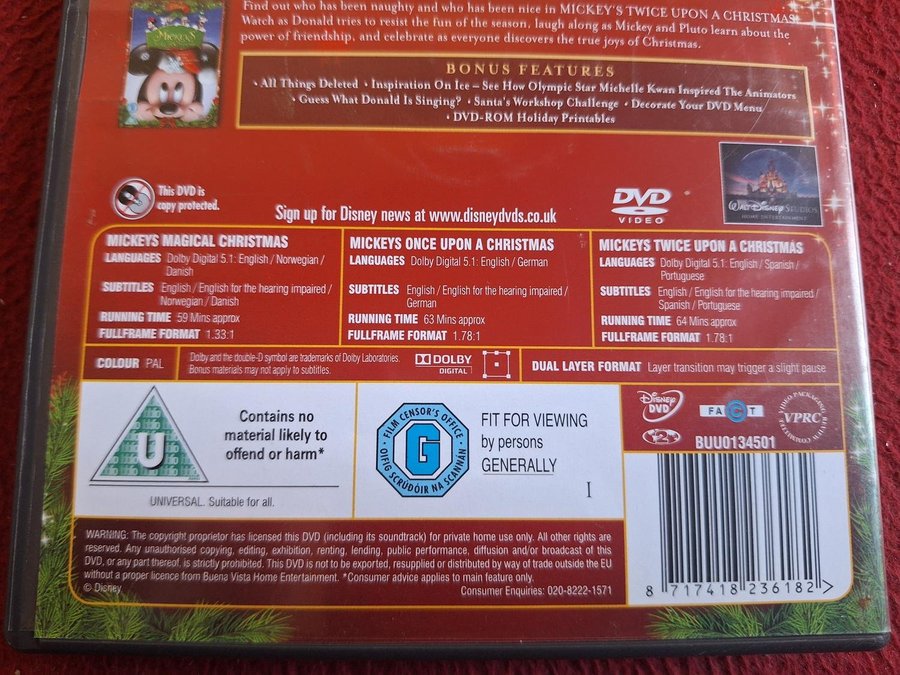 Find out who has been naughty and who has been nice in MICKEY'S TWICE UPON A CHRISTMAS!
Watch as Donald tries to resist the fun of the season, laugh along as Mickey and Pluto learn about the
power of friendship, and celebrate as everyone discovers the true joys of Christmas.
MICKEY'S
BONUS FEATURES
• All Things Deleted • Inspiration On Ice – See How Olympic Star Michelle Kwan Inspired The Animators
• Guess What Donald Is Singing? • Santa's Workshop Challenge • Decorate Your DVD Menu
• DVD-ROM Holiday Printables
This DVD is
copy protected.
Sign up for Disney news at www.disneydvds.co.uk
DVD
VIDEO
WALT DISNEY STUDIOS
HOME ENTERTAINMENT
MICKEYS MAGICAL CHRISTMAS
LANGUAGES Dolby Digital 5.1: English / Norwegian /
Danish
SUBTITLES English / English for the hearing impaired /
Norwegian / Danish
RUNNING TIME 59 Mins approx
FULLFRAME FORMAT 1.33:1
MICKEYS ONCE UPON A CHRISTMAS
LANGUAGES Dolby Digital 5.1: English / German
SUBTITLES English / English for the hearing impaired /
German
RUNNING TIME 63 Mins approx
FULLFRAME FORMAT 1.78:1
MICKEYS TWICE UPON A CHRISTMAS
LANGUAGES Dolby Digital 5.1: English / Spanish /
Portuguese
SUBTITLES English / English for the hearing impaired /
Spanish / Portuguese
RUNNING TIME 64 Mins approx
FULLFRAME FORMAT 1.78:1
COLOUR PAL
Dolby and the double-D symbol are trademarks of Dolby Laboratories.
Bonus materials may not apply to subtitles.
DOLBY
DIGITAL
DUAL LAYER FORMAT Layer transition may trigger a slight pause
U
Contains no
material likely to
offend or harm*
UNIVERSAL. Suitable for all.
FILM CENSOR'S OFFICE
G
OIFIG SCRÚDÓIR NA SCANNÁN
FIT FOR VIEWING
by persons
GENERALLY
I
Disney
DVD
2
FACT
VIDEO PACKAGING
REVIEW COMMITTEE
VPRC
BUU0134501
WARNING: The copyright proprietor has licensed this DVD (including its soundtrack) for private home use only. All other rights are
reserved. Any unauthorised copying, editing, exhibition, renting, lending, public performance, diffusion and/or broadcast of this
DVD, or any part thereof, is strictly prohibited. This DVD is not to be exported, resupplied or distributed by way of trade outside the EU
without a proper licence from Buena Vista Home Entertainment. *Consumer advice applies to main feature only.
© Disney
Consumer Enquiries: 020-8222-1571
8 717418 236182 >